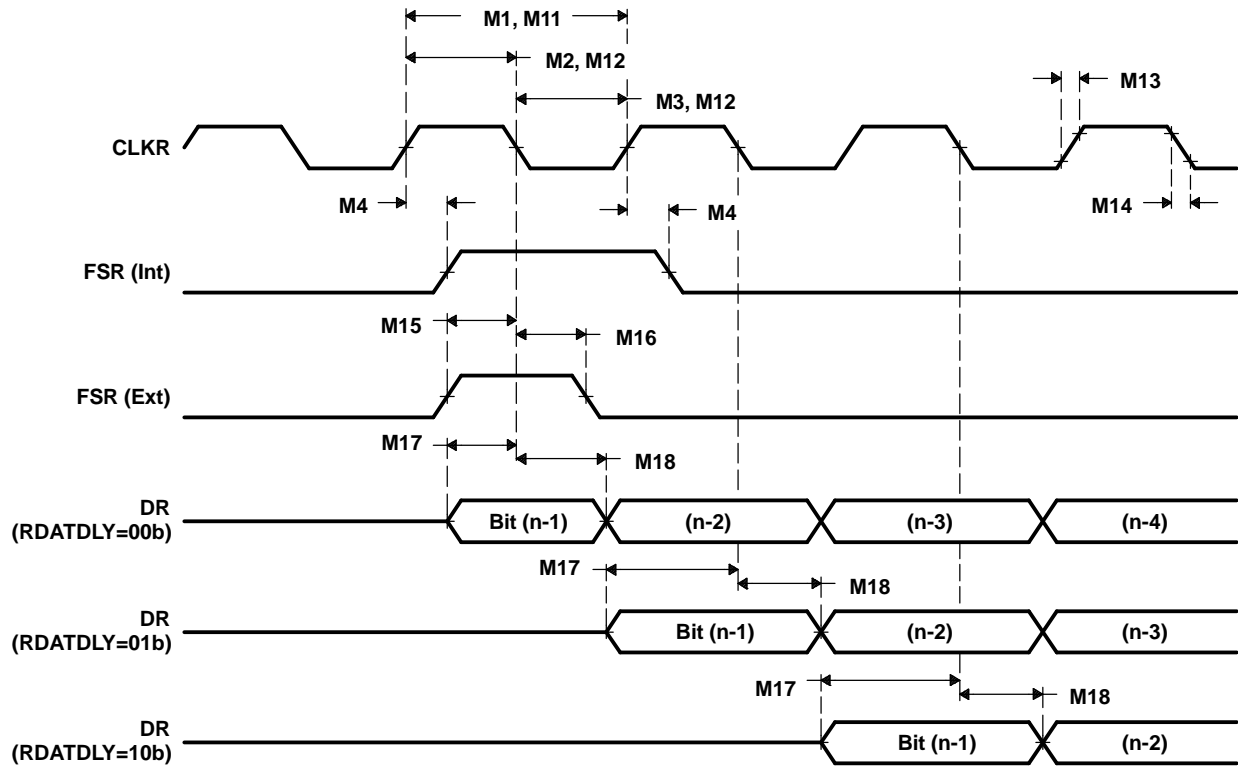 M1, M11
M2, M12
M13
M3, M12
CLKR
M4
M4
M14
FSR (Int)
M15
M16
FSR (Ext)
M17
M18
DR
(RDATDLY=00b)
Bit (n-1)
(n-2)
(n-3)
(n-4)
M17
M18
DR
(RDATDLY=01b)
Bit (n-1)
(n-2)
(n-3)
M17
M18
DR
(RDATDLY=10b)
Bit (n-1)
(n-2)